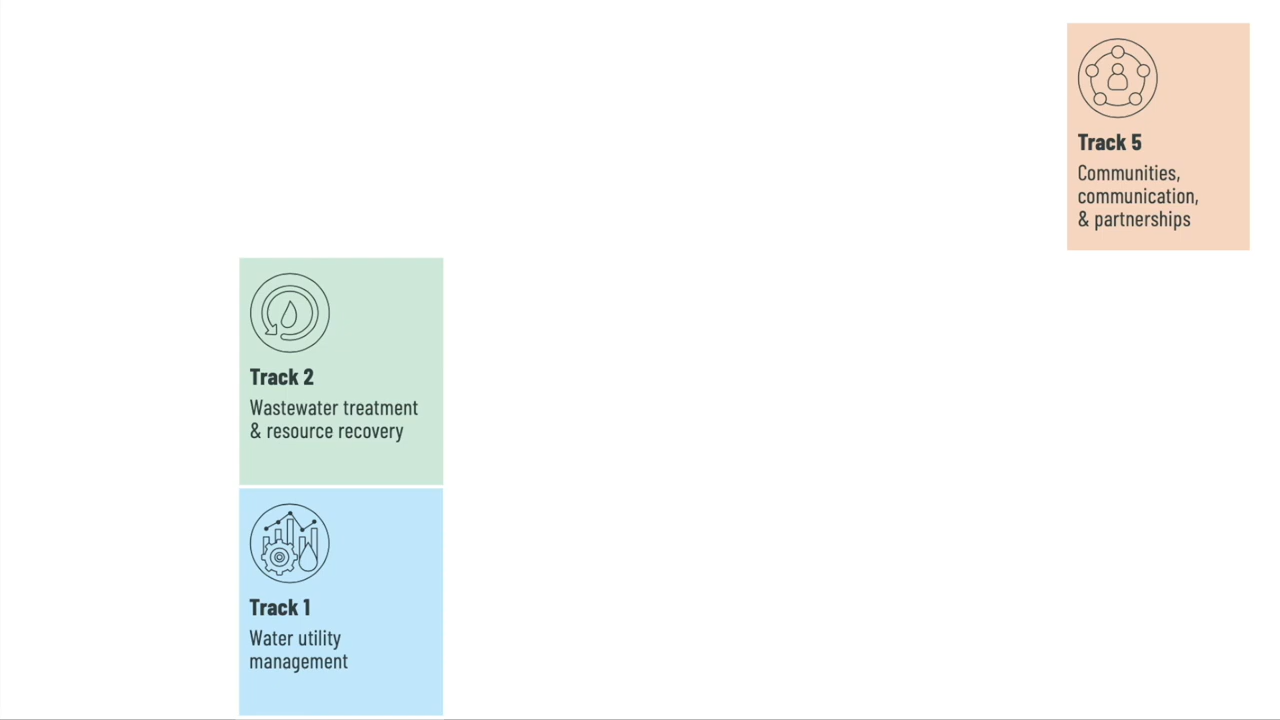 Track 5
Communities,
communication,
& partnerships
Track 2
Wastewater treatment
& resource recovery
Track 1
Water utility
management